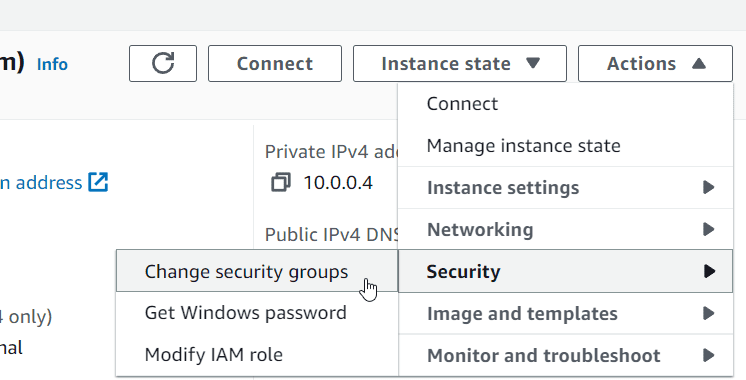 m) Info
Connect
Instance state
Actions
Connect
Manage instance state
Private IPv4 add
n address
10.0.0.4
Instance settings
Public IPv4 DNS
Networking
Change security groups
Security
4 only)
Get Windows password
Image and templates
nal
Modify IAM role
Monitor and troubleshoot